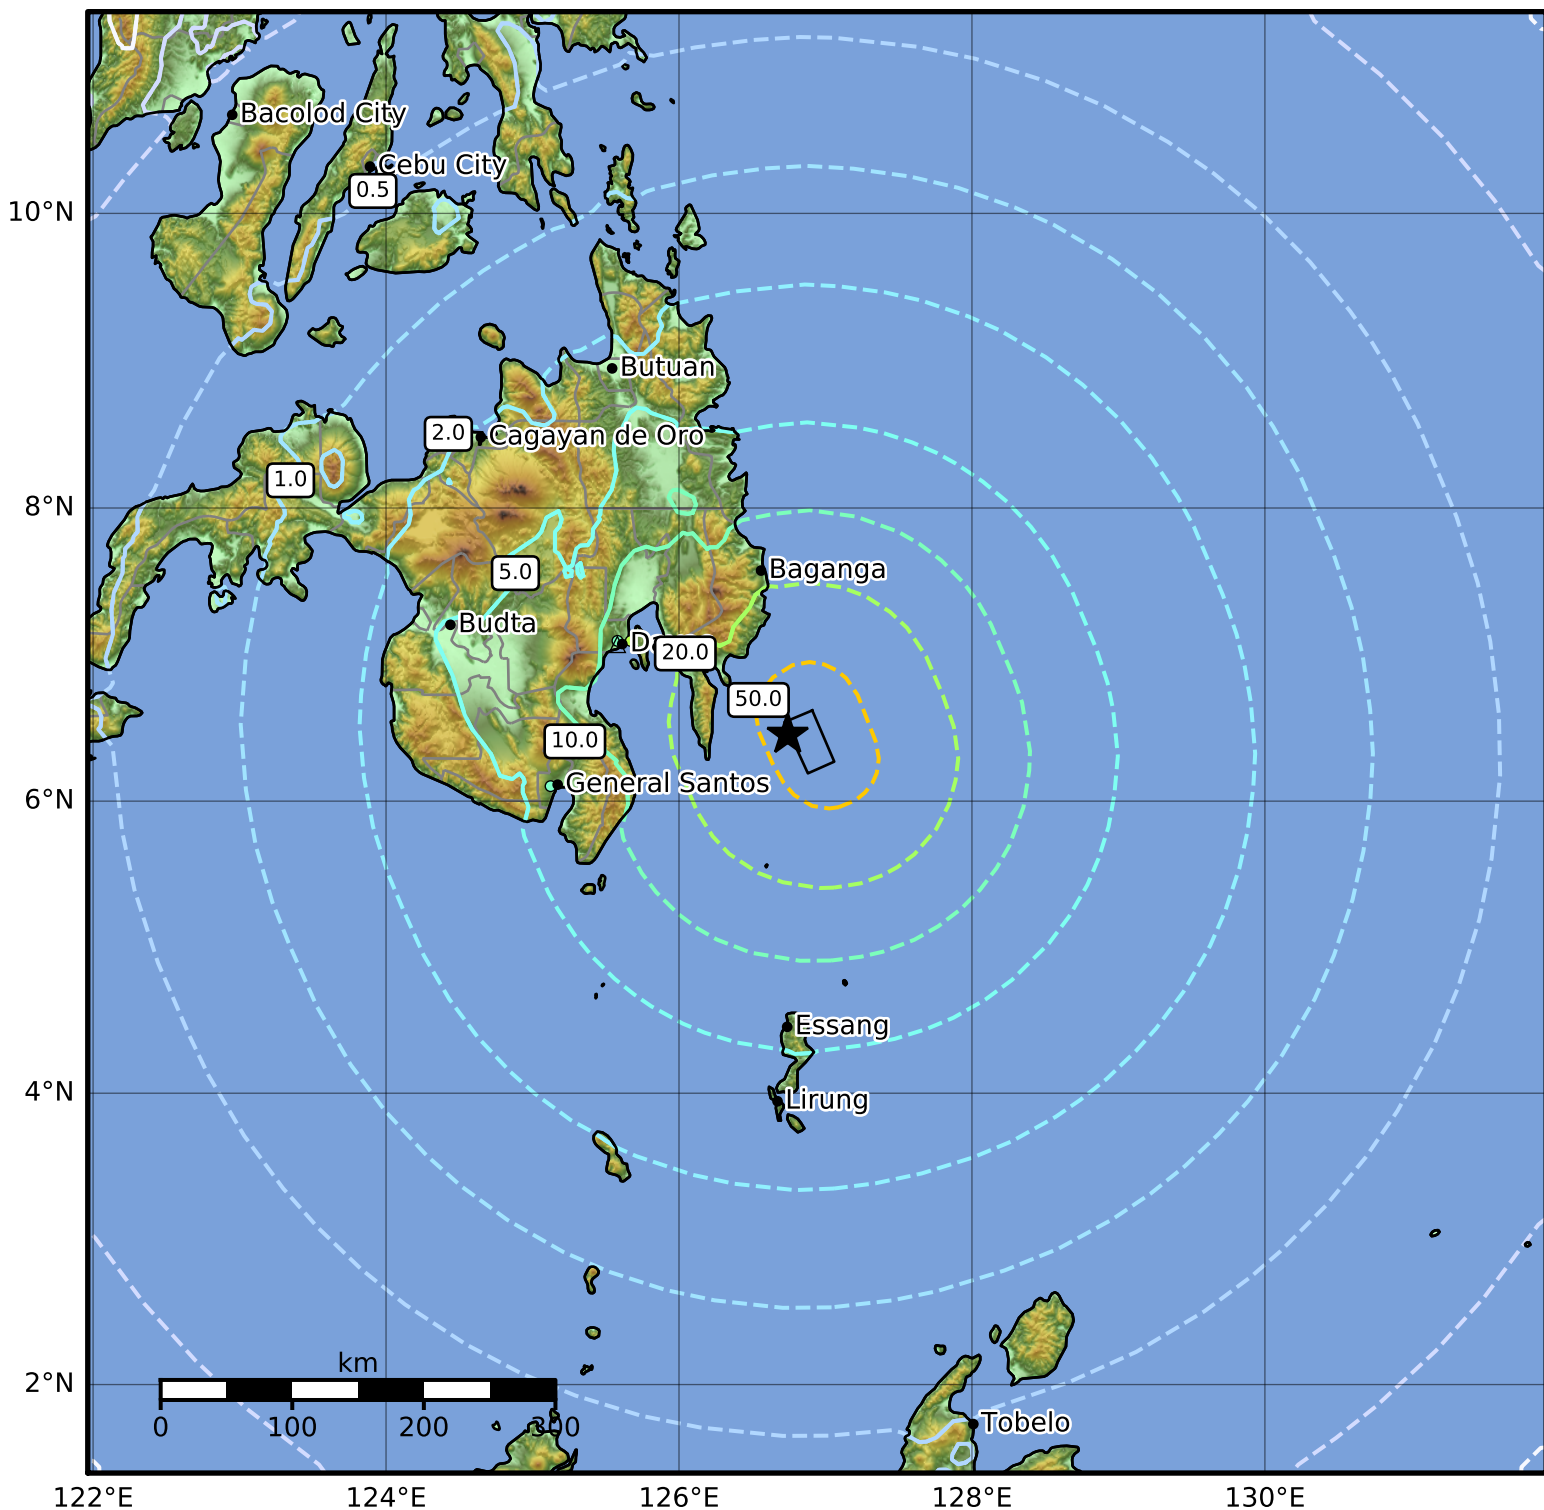 Bacolod City
Cebu City
0.5
10°N
Butuan
2.0
Cagayan de Oro
1.0
8°N
5.0
Baganga
Budta
D
20.0
50.0
10.0
General Santos
6°N
Essang
4°N
Lirung
km
2°N
0 100 200 300
Tobelo
122°E 124°E 126°E 128°E 130°E